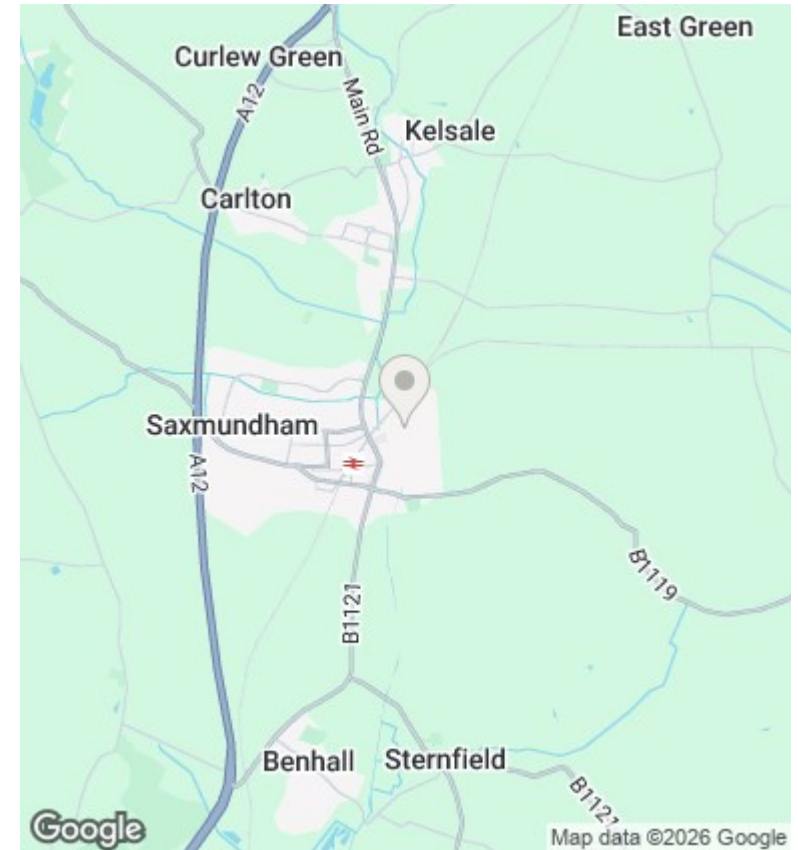 East Green
Curlew Green
A12
Main Rd
Kelsale
Carlton
Saxmundham
A12
B1119
B1121
Benhall
Sternfield
B1121
Google
Map data ©2026 Google